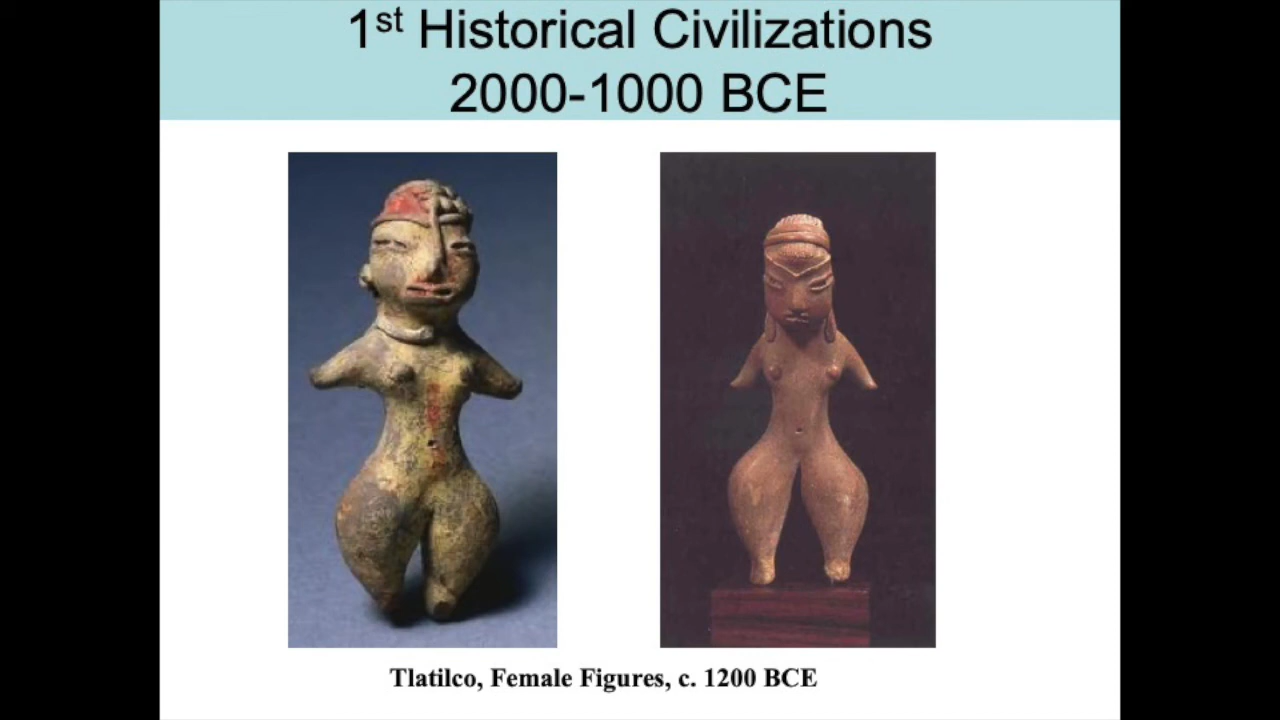 1st Historical Civilizations
2000-1000 BCE
Tlatilco, Female Figures, c. 1200 BCE